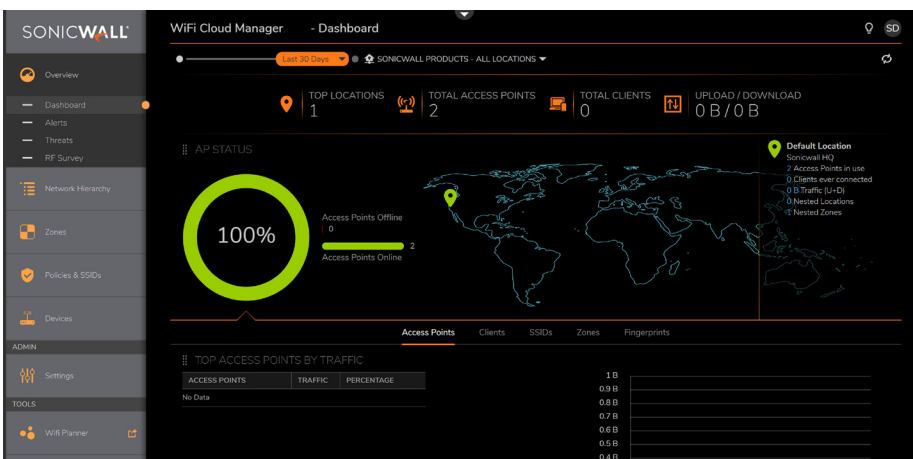 SONICWALL
WiFi Cloud Manager - Dashboard
SD
Overview
Dashboard
Alerts
Threats
RF Survey
Network Hierarchy
Zones
Policies & SSIDs
Devices
ADMIN
Settings
TOOLS
Wifi Planner
Last 30 Days
SONICWALL PRODUCTS - ALL LOCATIONS
TOP LOCATIONS
1
TOTAL ACCESS POINTS
2
TOTAL CLIENTS
0
UPLOAD / DOWNLOAD
0 B / 0 B
AP STATUS
100%
Access Points Offline
0
2
Access Points Online
Default Location
Sonicwall HQ
2 Access Points in use
0 Clients ever connected
0 B Traffic (U+D)
0 Nested Locations
1 Nested Zones
Access Points Clients SSIDs Zones Fingerprints
TOP ACCESS POINTS BY TRAFFIC
ACCESS POINTS TRAFFIC PERCENTAGE
No Data
1 B
0.9 B
0.8 B
0.7 B
0.6 B
0.5 B
0.4 B